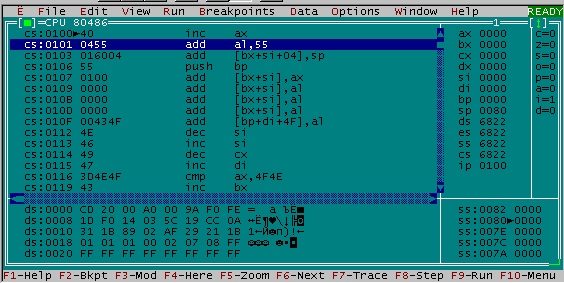 Ë File Edit View Run Breakpoints Data Options Window Help READY
CPU 80486 1
cs:0100►40 inc ax ax 0000 c=0
cs:0101 0455 add al,55 bx 0000 z=0
cs:0103 016004 add [bx+si+04],sp cx 0000 s=0
cs:0106 55 push bp dx 0000 o=0
cs:0107 0100 add [bx+si],ax si 0000 p=0
cs:0109 0000 add [bx+si],al di 0000 a=0
cs:010B 0000 add [bx+si],al bp 0000 i=1
cs:010D 0000 add [bx+si],al sp 0080 d=0
cs:010F 00434F add [bp+di+4F],al ds 6822
cs:0112 4E dec si es 6822
cs:0113 46 inc si ss 6822
cs:0114 49 dec cx cs 6822
cs:0115 47 inc di ip 0100
cs:0116 3D4E4F cmp ax,4F4E
cs:0119 43 inc bx
ds:0000 CD 20 00 A0 00 9A F0 FE ss:0082 0000
ds:0008 1D F0 14 03 5C 19 CC 0A ss:0080►0000
ds:0010 31 1B 89 02 AF 29 21 1B ss:007E 0000
ds:0018 01 01 01 00 02 07 08 FF ss:007C 0000
ds:0020 FF FF FF FF FF FF FF FF ss:007A 0000
F1-Help F2-Bkpt F3-Mod F4-Here F5-Zoom F6-Next F7-Trace F8-Step F9-Run F10-Menu